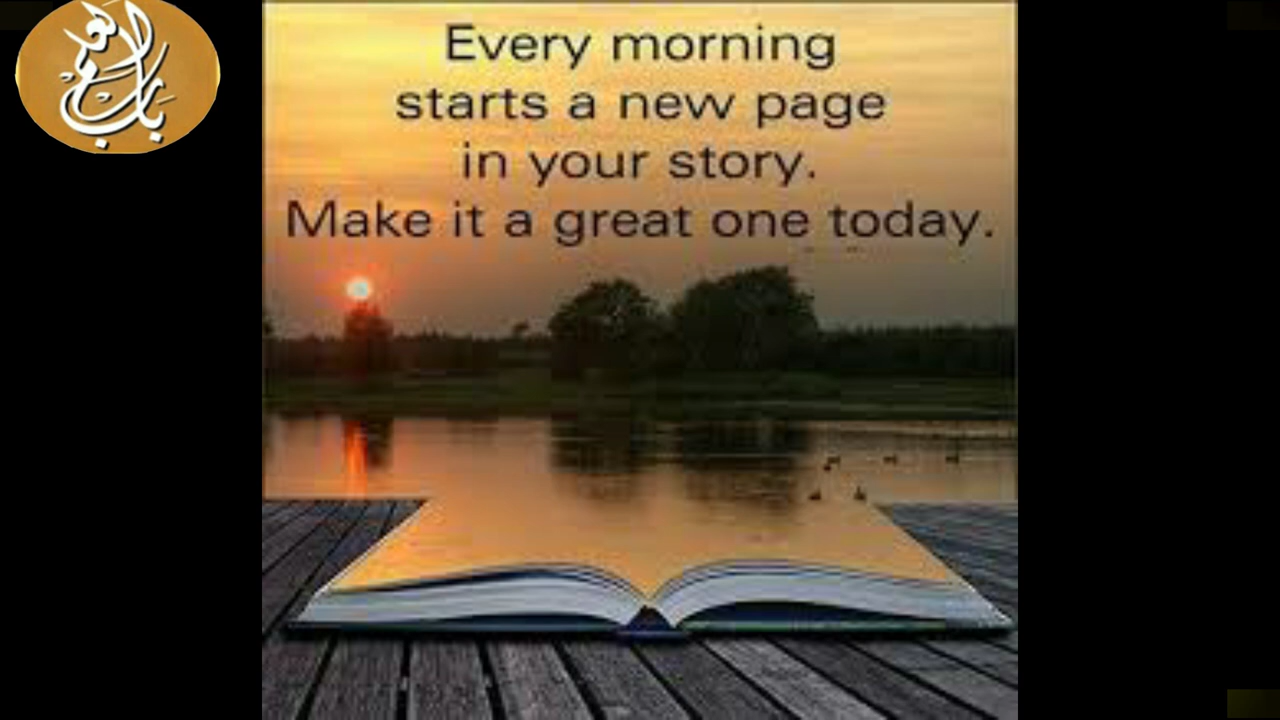 Every morning
starts a new page
in your story.
Make it a great one today.